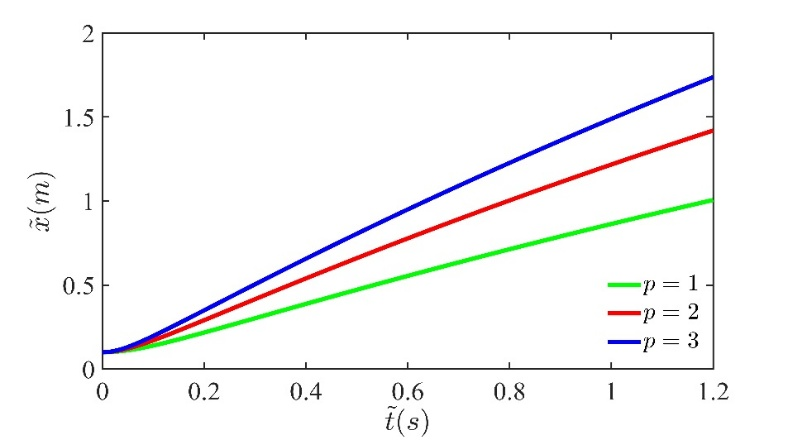 2
1.5
1
0.5
0
x̃(m)
0 0.2 0.4 0.6 0.8 1 1.2
t̃(s)
p = 1
p = 2
p = 3